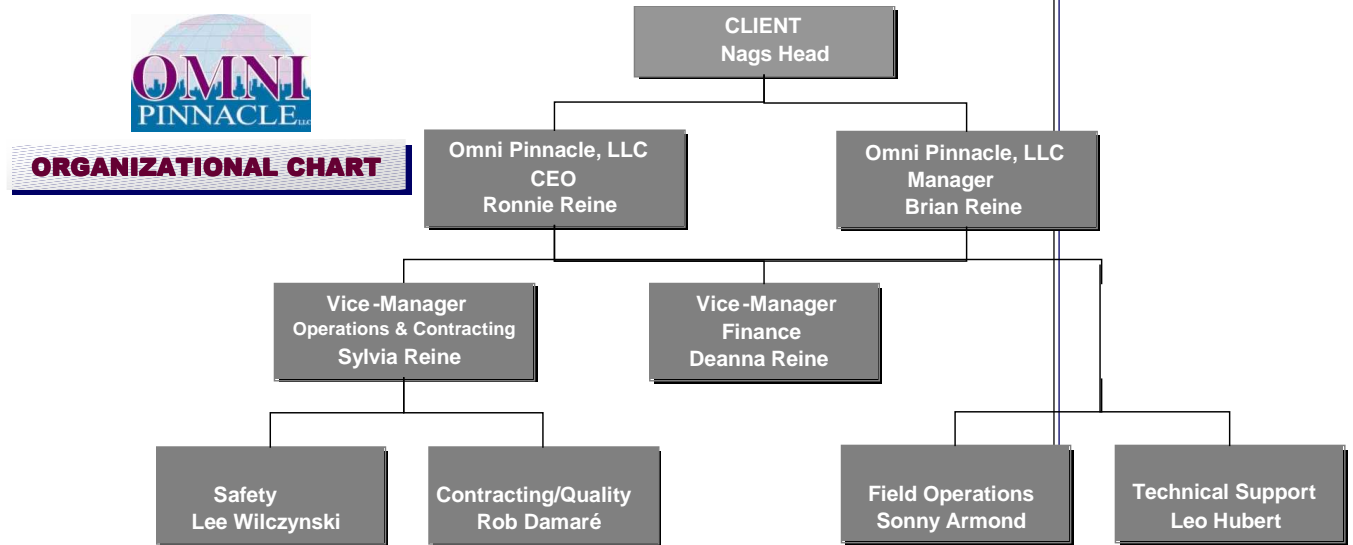 OMNI
PINNACLE LLC
ORGANIZATIONAL CHART
CLIENT
Nags Head
Omni Pinnacle, LLC
CEO
Ronnie Reine
Omni Pinnacle, LLC
Manager
Brian Reine
Vice-Manager
Operations & Contracting
Sylvia Reine
Vice-Manager
Finance
Deanna Reine
Safety
Lee Wilczynski
Contracting/Quality
Rob Damaré
Field Operations
Sonny Armond
Technical Support
Leo Hubert